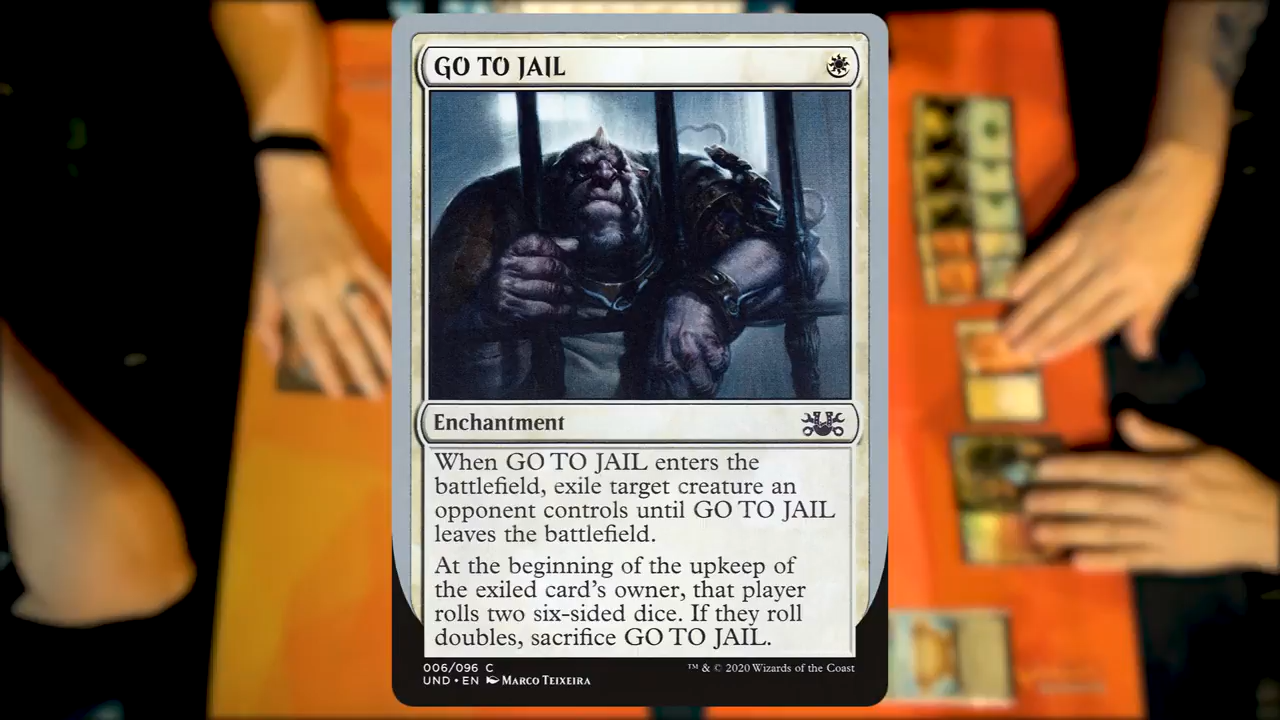 GO TO JAIL
Enchantment
When GO TO JAIL enters the
battlefield, exile target creature an
opponent controls until GO TO JAIL
leaves the battlefield.
At the beginning of the upkeep of
the exiled card's owner, that player
rolls two six-sided dice. If they roll
doubles, sacrifice GO TO JAIL.
006/096 C
™ & © 2020 Wizards of the Coast
UND • EN MARCO TEIXEIRA